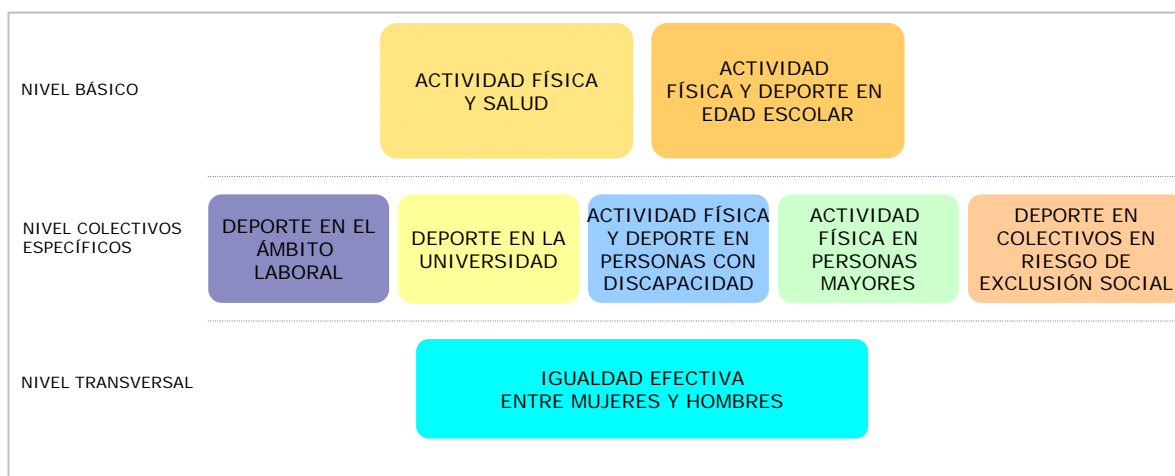 NIVEL BÁSICO
ACTIVIDAD FÍSICA
Y SALUD
ACTIVIDAD
FÍSICA Y DEPORTE EN
EDAD ESCOLAR
NIVEL COLECTIVOS
ESPECÍFICOS
DEPORTE EN EL
ÁMBITO
LABORAL
DEPORTE EN LA
UNIVERSIDAD
ACTIVIDAD FÍSICA
Y DEPORTE EN
PERSONAS CON
DISCAPACIDAD
ACTIVIDAD
FÍSICA EN
PERSONAS
MAYORES
DEPORTE EN
COLECTIVOS EN
RIESGO DE
EXCLUSIÓN SOCIAL
NIVEL TRANSVERSAL
IGUALDAD EFECTIVA
ENTRE MUJERES Y HOMBRES